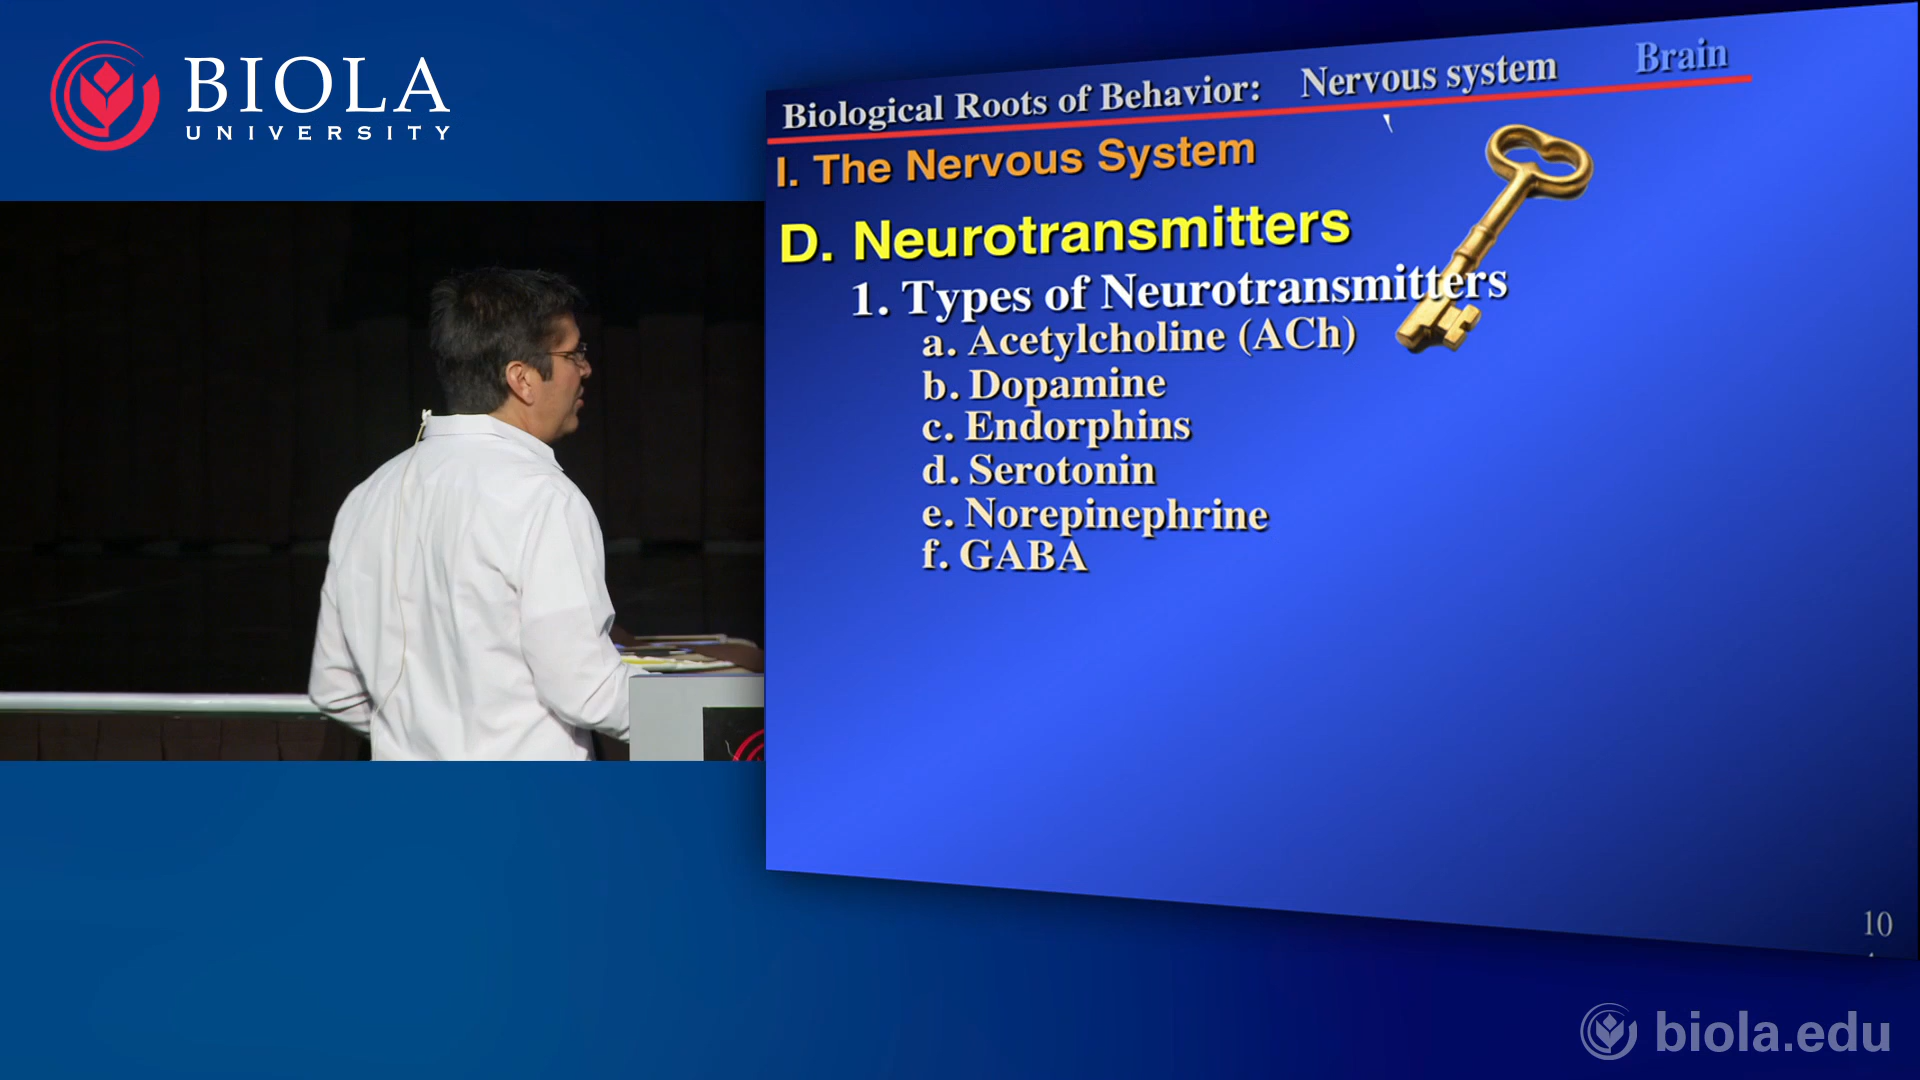 BIOLA
UNIVERSITY
Biological Roots of Behavior: Nervous system Brain
I. The Nervous System
D. Neurotransmitters
1. Types of Neurotransmitters
a. Acetylcholine (ACh)
b. Dopamine
c. Endorphins
d. Serotonin
e. Norepinephrine
f. GABA
10
biola.edu